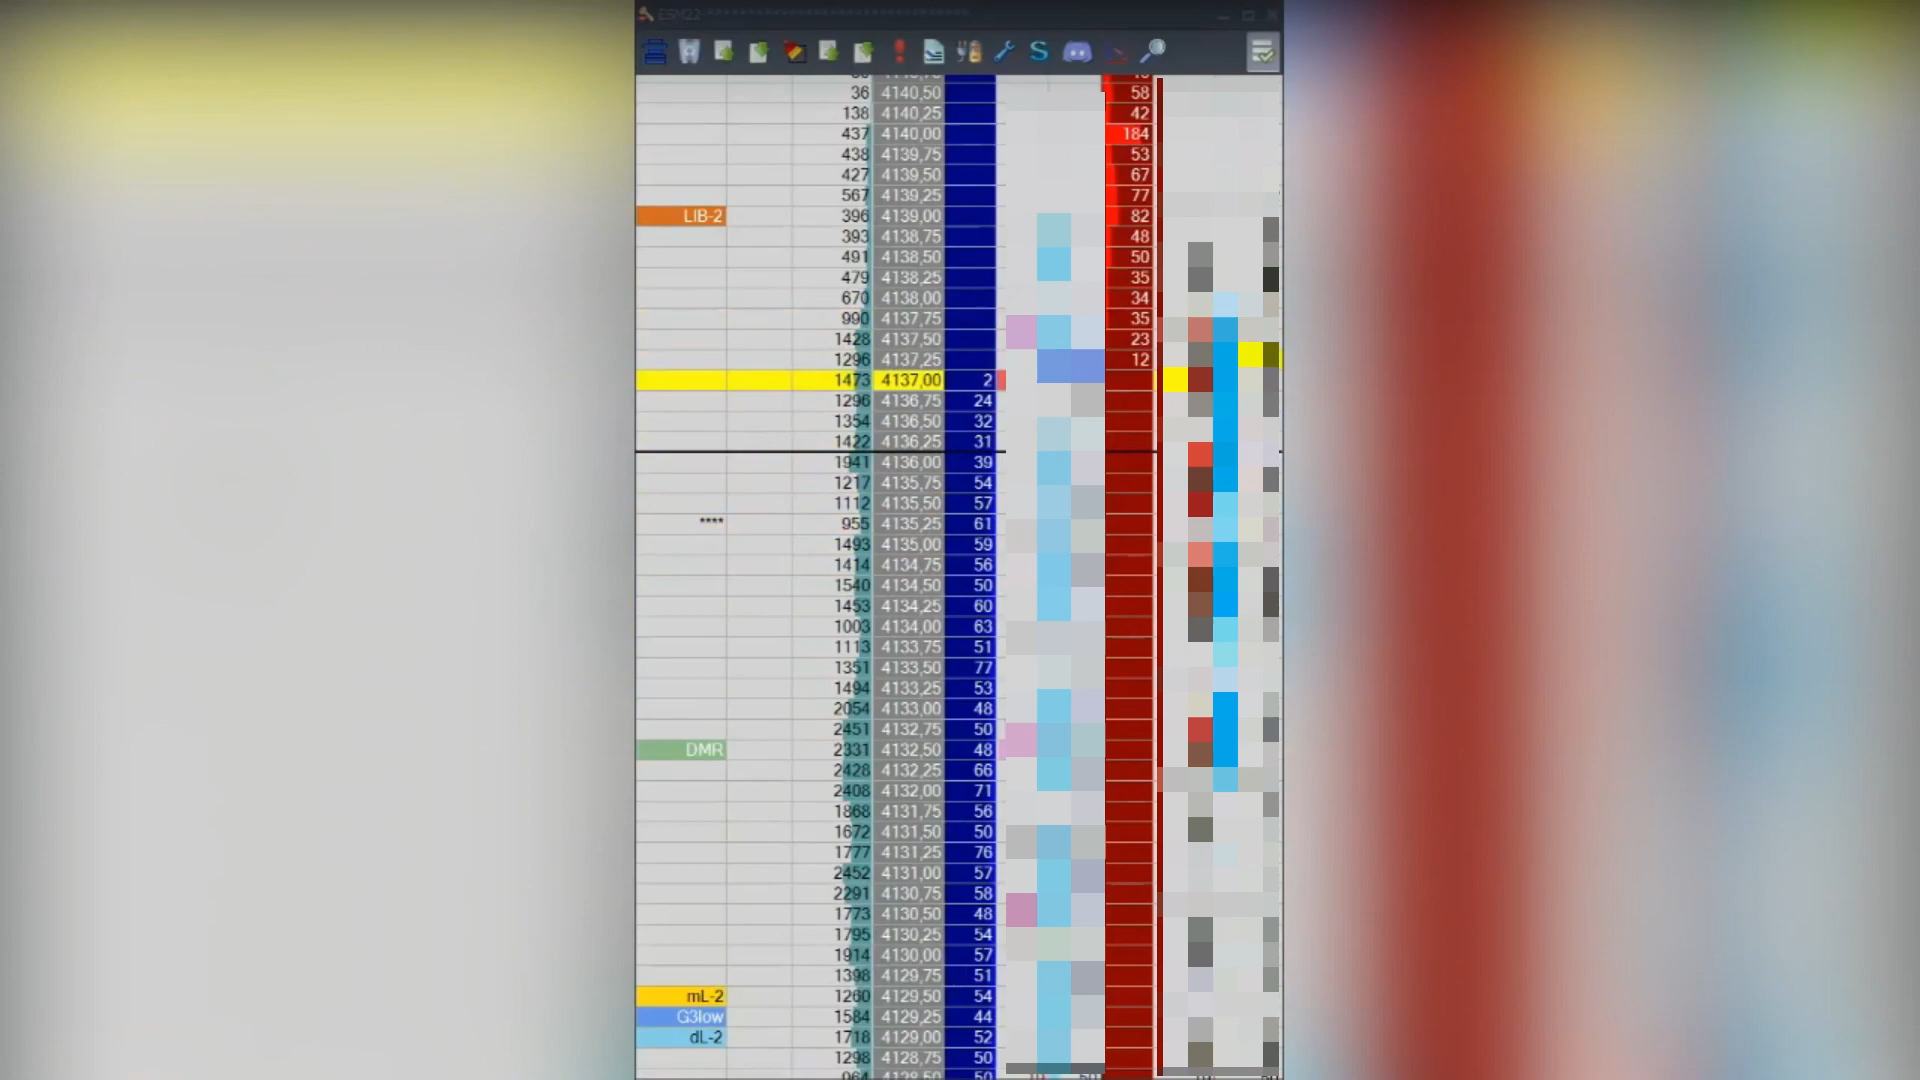 ESM22
36 4140,50 58
138 4140,25 42
437 4140,00 184
438 4139,75 53
427 4139,50 67
567 4139,25 77
LIB-2 396 4139,00 82
393 4138,75 48
491 4138,50 50
479 4138,25 35
670 4138,00 34
990 4137,75 35
1428 4137,50 23
1296 4137,25 12
1473 4137,00 2
1296 4136,75 24
1354 4136,50 32
1422 4136,25 31
1941 4136,00 39
1217 4135,75 54
1112 4135,50 57
**** 955 4135,25 61
1493 4135,00 59
1414 4134,75 56
1540 4134,50 50
1453 4134,25 60
1003 4134,00 63
1113 4133,75 51
1351 4133,50 77
1494 4133,25 53
2054 4133,00 48
2451 4132,75 50
DMR 2331 4132,50 48
2428 4132,25 66
2408 4132,00 71
1868 4131,75 56
1672 4131,50 50
1777 4131,25 76
2452 4131,00 57
2291 4130,75 58
1773 4130,50 48
1795 4130,25 54
1914 4130,00 57
1398 4129,75 51
mL-2 1260 4129,50 54
G3low 1584 4129,25 44
dL-2 1718 4129,00 52
1298 4128,75 50
964 4128,50 50